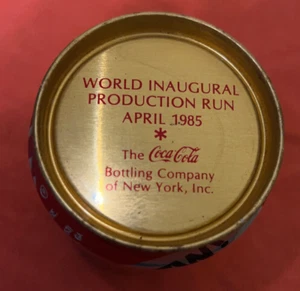 WORLD INAUGURAL
PRODUCTION RUN
APRIL 1985
*
The Coca-Cola
Bottling Company
of New York, Inc.